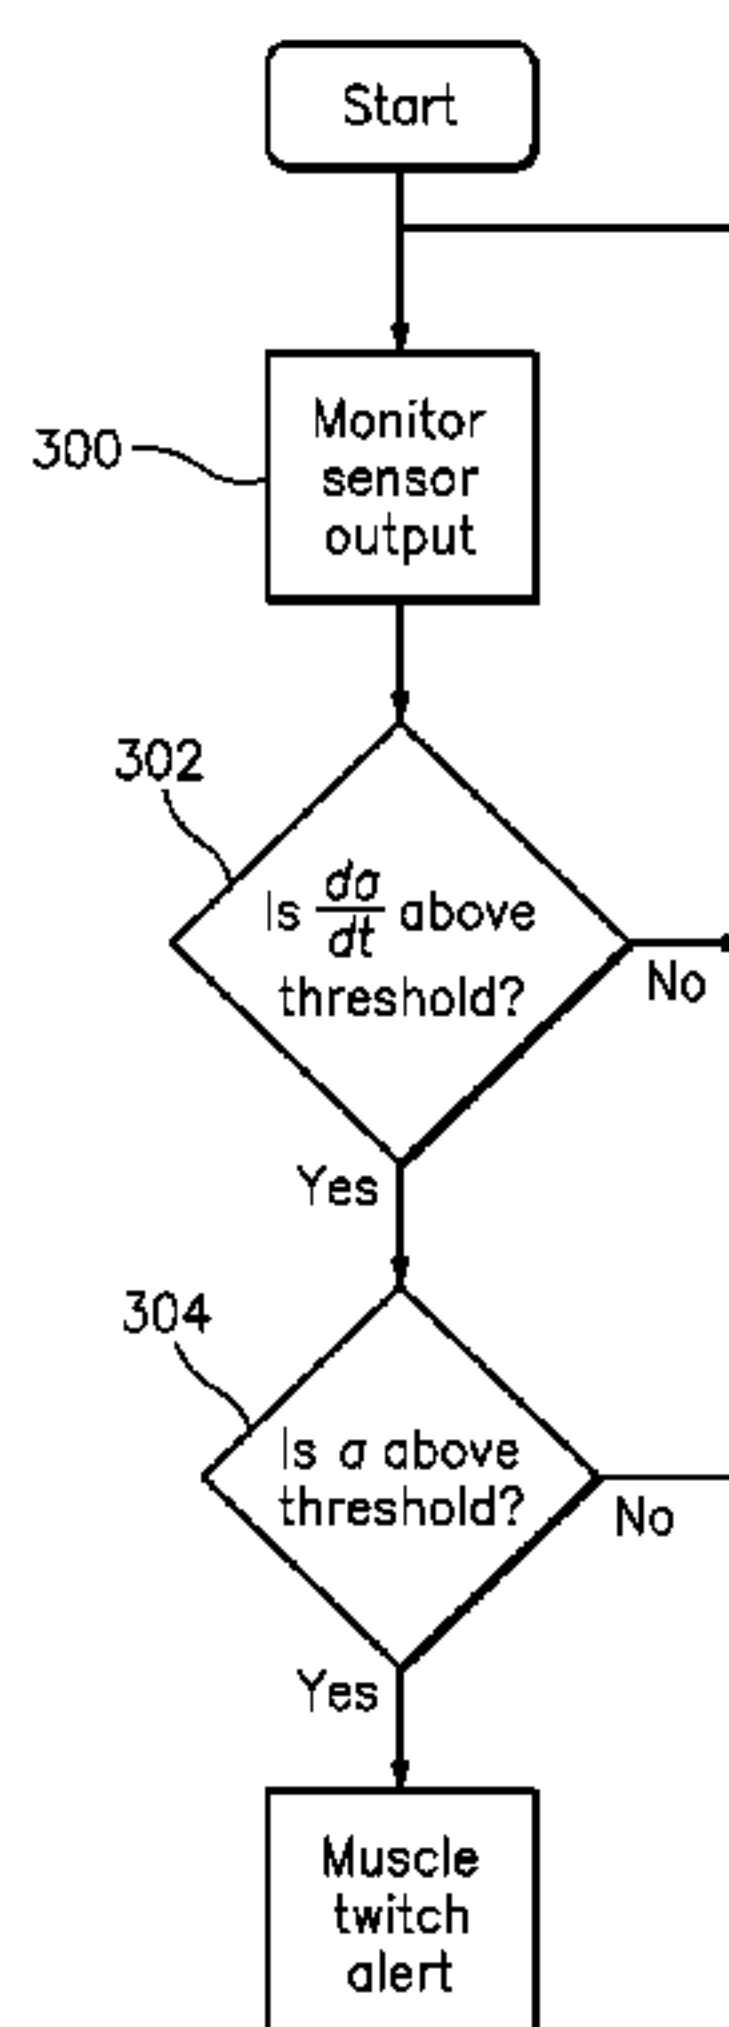 Start
300
Monitor
sensor
output
302
Is da/dt above
threshold?
No
Yes
304
Is a above
threshold?
No
Yes
Muscle
twitch
alert